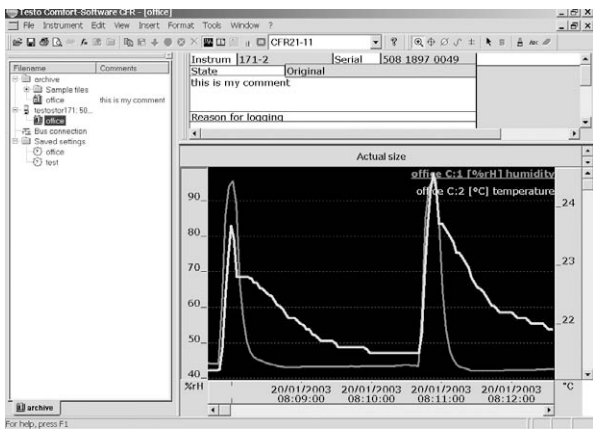 Testo Comfort-Software CFR - [office]
File Instrument Edit View Insert Format Tools Window ?
CFR21-11
Filename Comments
archive
Sample files
office this is my comment
testostor171: 50...
office
Bus connection
Saved settings
office
test
archive
Instrum 171-2 Serial 508 1897 0049
State Original
this is my comment
Reason for logging
Actual size
office C:1 [%rH] humidity
office C:2 [°C] temperature
90
80
70
60
50
40
24
23
22
%rH
°C
20/01/2003 20/01/2003 20/01/2003 20/01/2003
08:09:00 08:10:00 08:11:00 08:12:00
For help, press F1